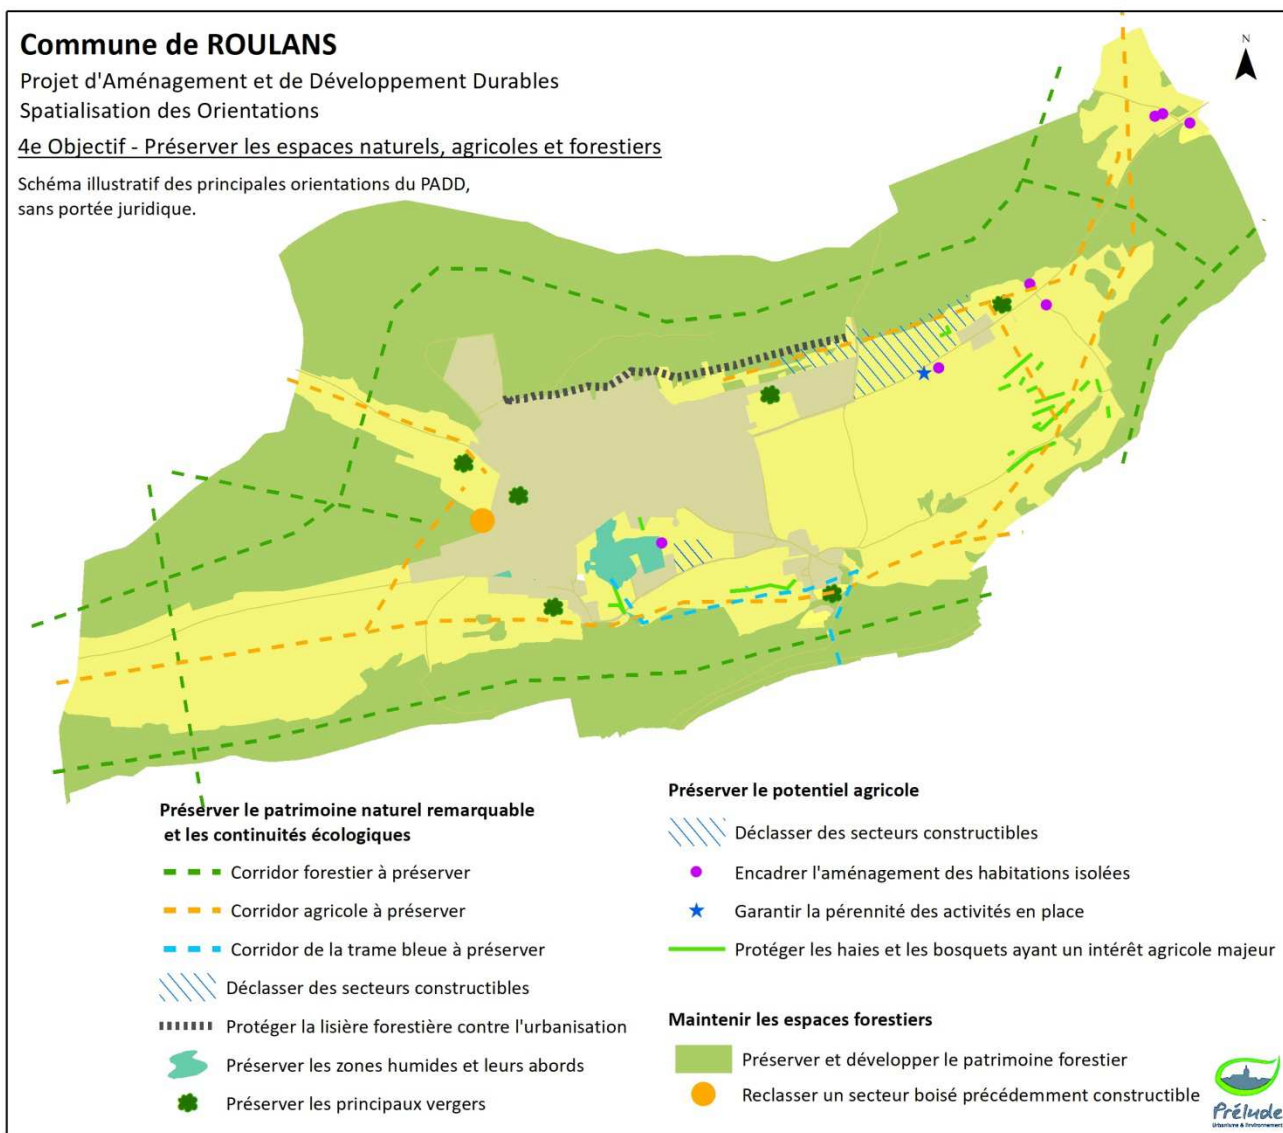 Commune de ROULANS
Projet d'Aménagement et de Développement Durables
Spatialisation des Orientations
4e Objectif - Préserver les espaces naturels, agricoles et forestiers
Schéma illustratif des principales orientations du PADD,
sans portée juridique.
N
Préserver le patrimoine naturel remarquable
et les continuités écologiques
Corridor forestier à préserver
Corridor agricole à préserver
Corridor de la trame bleue à préserver
Déclasser des secteurs constructibles
Protéger la lisière forestière contre l'urbanisation
Préserver les zones humides et leurs abords
Préserver les principaux vergers
Préserver le potentiel agricole
Déclasser des secteurs constructibles
Encadrer l'aménagement des habitations isolées
Garantir la pérennité des activités en place
Protéger les haies et les bosquets ayant un intérêt agricole majeur
Maintenir les espaces forestiers
Préserver et développer le patrimoine forestier
Reclasser un secteur boisé précédemment constructible
Prélude
Urbanisme & Environnement